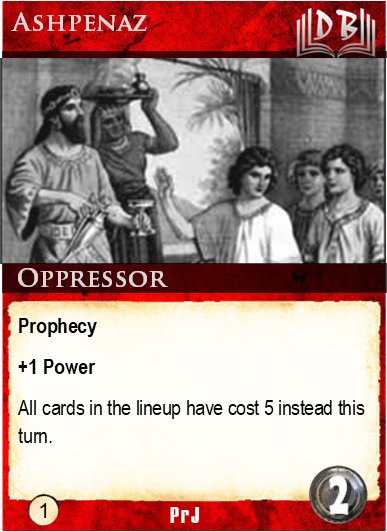 Ashpenaz
DB
Oppressor
Prophecy
+1 Power
All cards in the lineup have cost 5 instead this
turn.
1
PrJ
2